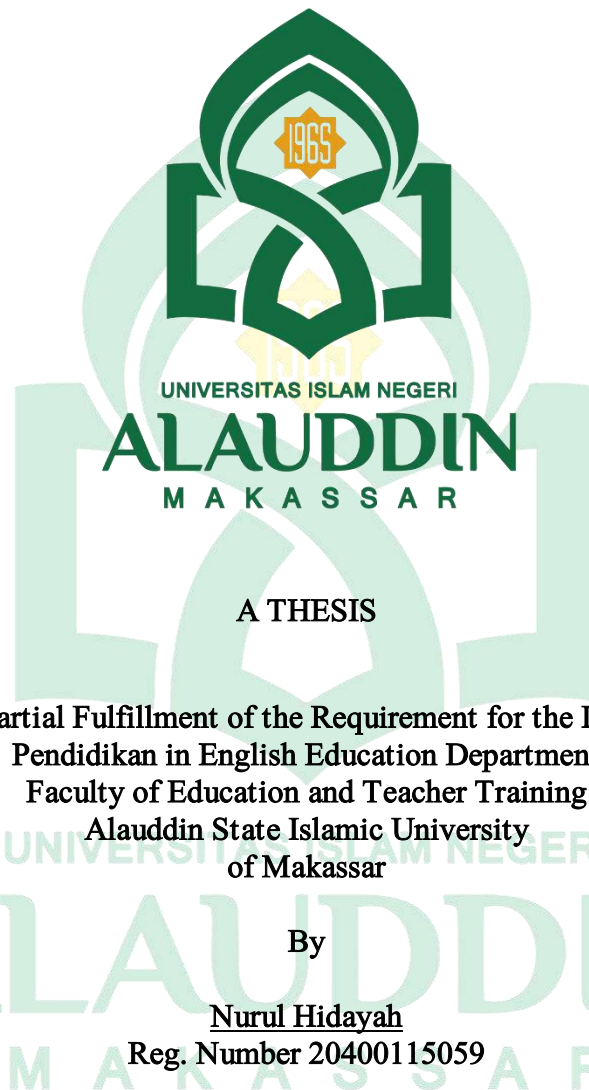 1965
UNIVERSITAS ISLAM NEGERI
ALAUDDIN
MAKASSAR
A THESIS
artial Fulfillment of the Requirement for the
Pendidikan in English Education Departmen
Faculty of Education and Teacher Training
Alauddin State Islamic University
of Makassar
By
Nurul Hidayah
Reg. Number 20400115059